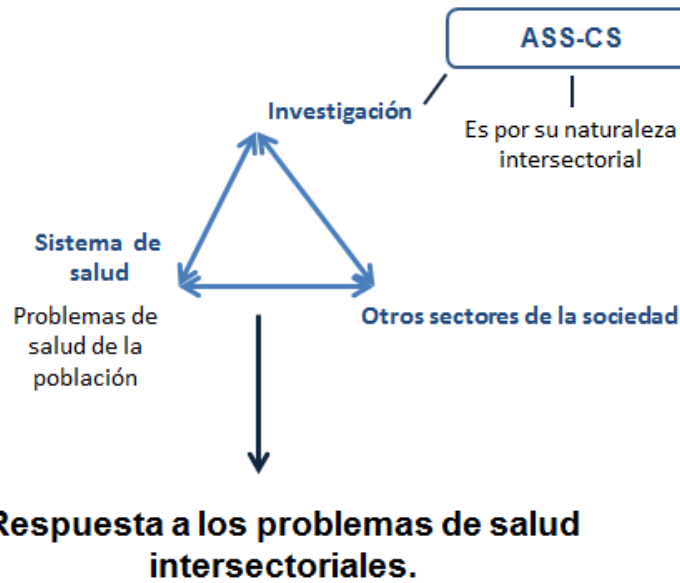 ASS-CS
Investigación
Es por su naturaleza
intersectorial
Sistema de
salud
Problemas de
salud de la
población
Otros sectores de la sociedad
Respuesta a los problemas de salud
intersectoriales.